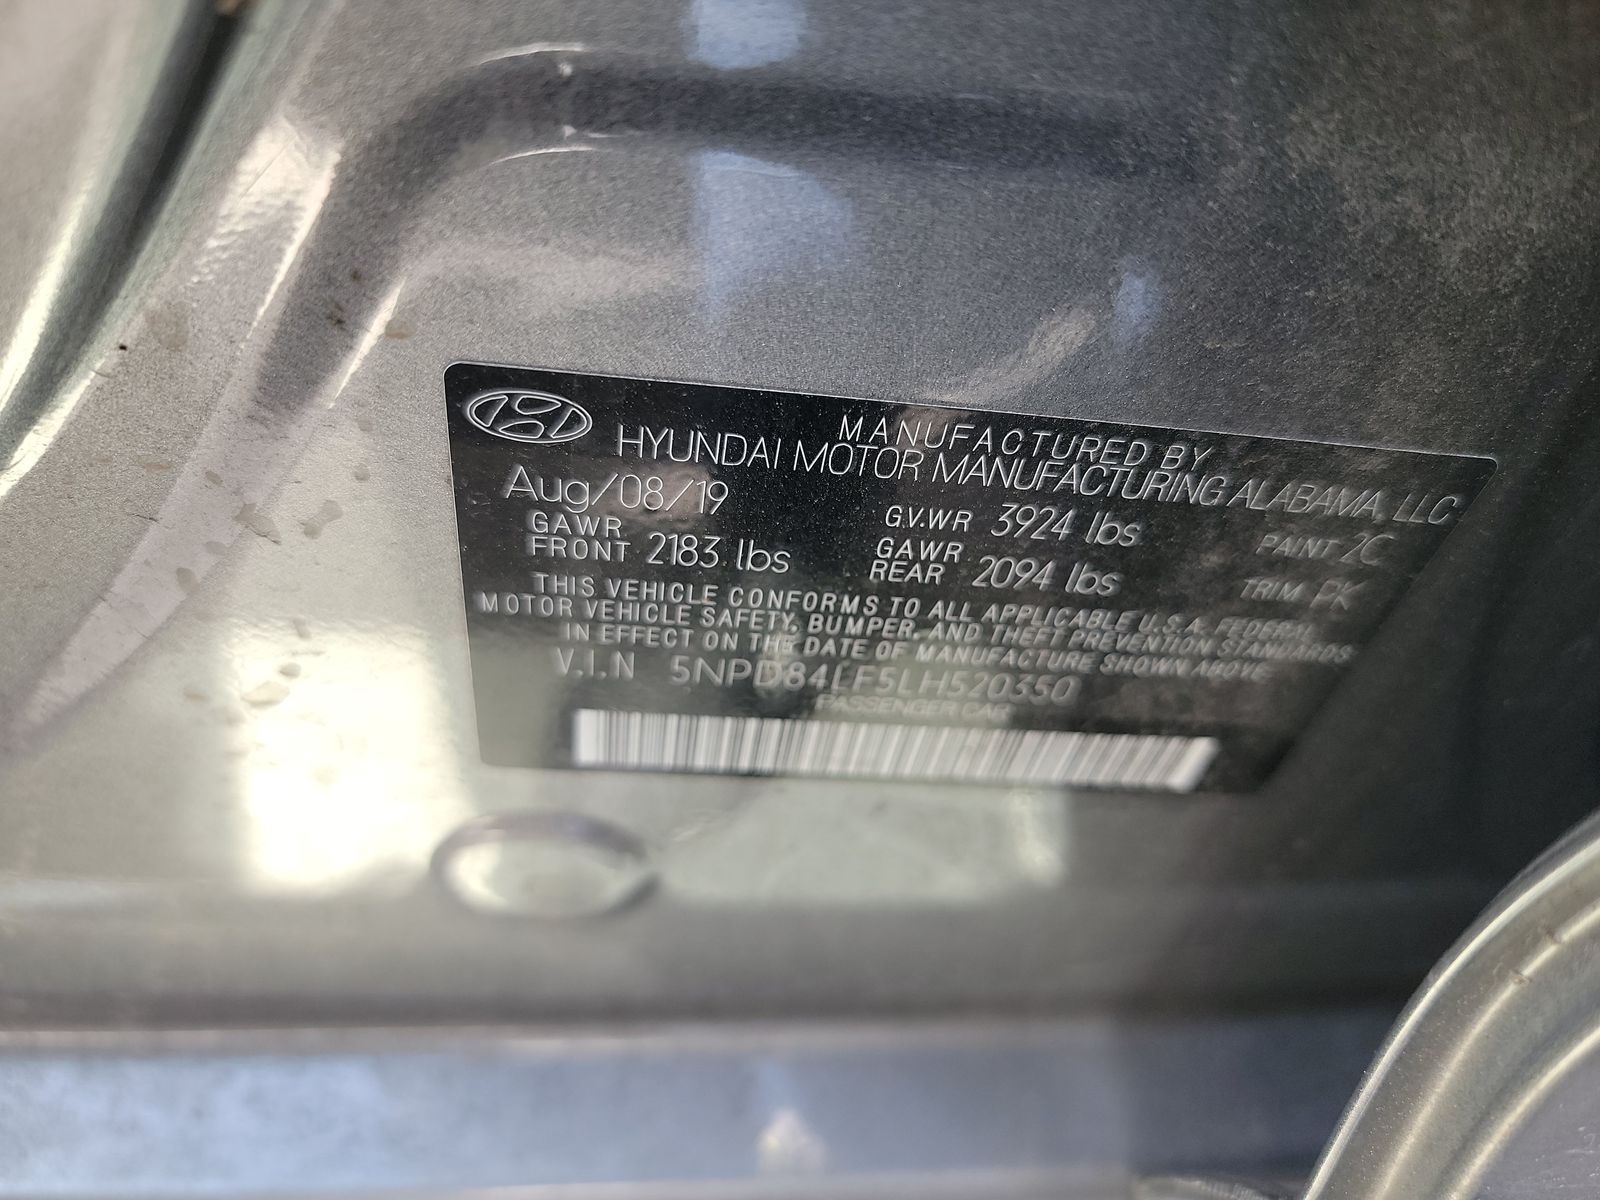 MANUFACTURED BY
HYUNDAI MOTOR MANUFACTURING ALABAMA, LLC
Aug/08/19
G.V.WR 3924 lbs
PAINT 2C
GAWR FRONT 2183 lbs
GAWR REAR 2094 lbs
TRIM PK
THIS VEHICLE CONFORMS TO ALL APPLICABLE U.S.A. FEDERAL
MOTOR VEHICLE SAFETY, BUMPER, AND THEFT PREVENTION STANDARDS
IN EFFECT ON THE DATE OF MANUFACTURE SHOWN ABOVE
V.I.N 5NPD84LF5LH520350
PASSENGER CAR